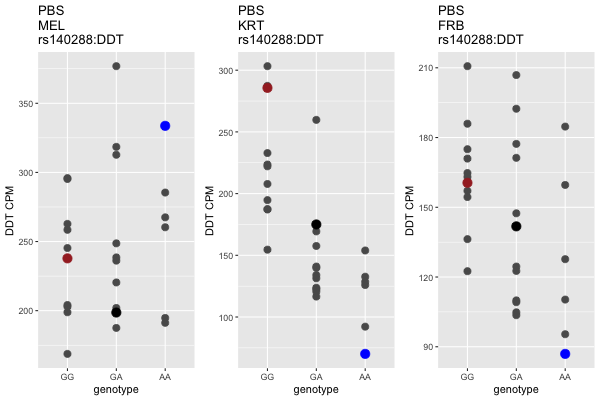 PBS
MEL
rs140288:DDT
DDT CPM
350
300
250
200
GG
GA
AA
genotype
PBS
KRT
rs140288:DDT
DDT CPM
300
250
200
150
100
GG
GA
AA
genotype
PBS
FRB
rs140288:DDT
DDT CPM
210
180
150
120
90
GG
GA
AA
genotype